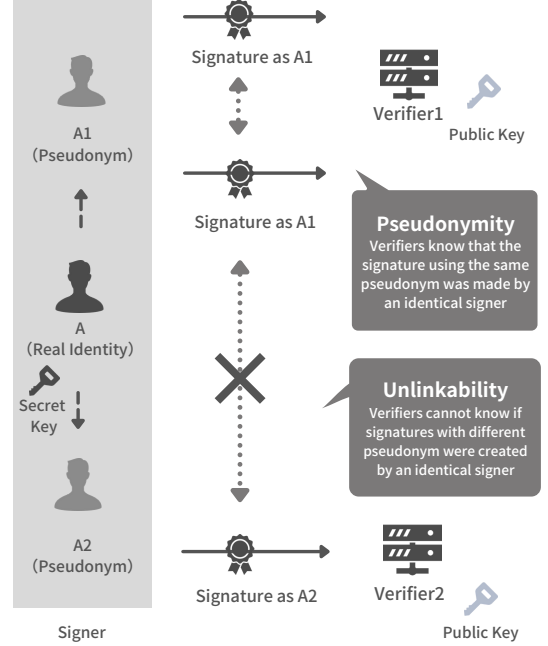 Signature as A1
Verifier1
Public Key
A1
（Pseudonym）
Signature as A1
Pseudonymity
Verifiers know that the
signature using the same
pseudonym was made by
an identical signer
A
（Real Identity）
Secret
Key
Unlinkability
Verifiers cannot know if
signatures with different
pseudonym were created
by an identical signer
A2
（Pseudonym）
Signature as A2
Verifier2
Public Key
Signer